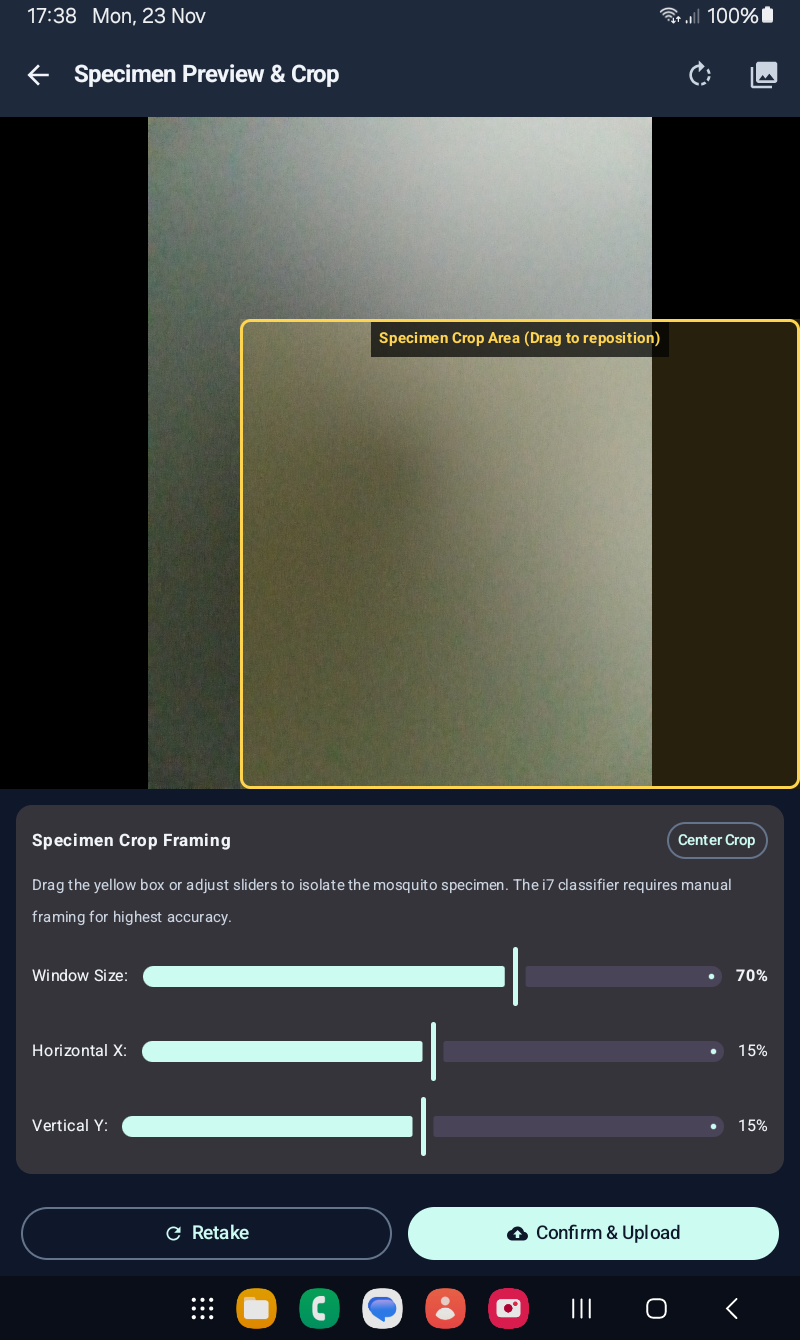 17:38 Mon, 23 Nov 100%
Specimen Preview & Crop
Specimen Crop Area (Drag to reposition)
Specimen Crop Framing
Center Crop
Drag the yellow box or adjust sliders to isolate the mosquito specimen. The i7 classifier requires manual
framing for highest accuracy.
Window Size: 70%
Horizontal X: 15%
Vertical Y: 15%
Retake
Confirm & Upload